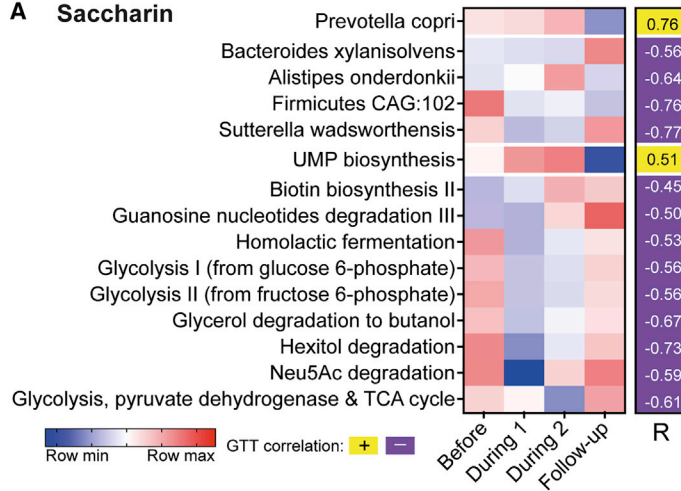 A Saccharin
Prevotella copri 0.76
Bacteroides xylanisolvens -0.56
Alistipes onderdonkii -0.64
Firmicutes CAG:102 -0.76
Sutterella wadsworthensis -0.77
UMP biosynthesis 0.51
Biotin biosynthesis II -0.45
Guanosine nucleotides degradation III -0.50
Homolactic fermentation -0.53
Glycolysis I (from glucose 6-phosphate) -0.56
Glycolysis II (from fructose 6-phosphate) -0.56
Glycerol degradation to butanol -0.67
Hexitol degradation -0.73
Neu5Ac degradation -0.59
Glycolysis, pyruvate dehydrogenase & TCA cycle -0.61
Before During 1 During 2 Follow-up R
Row min Row max GTT correlation: + −